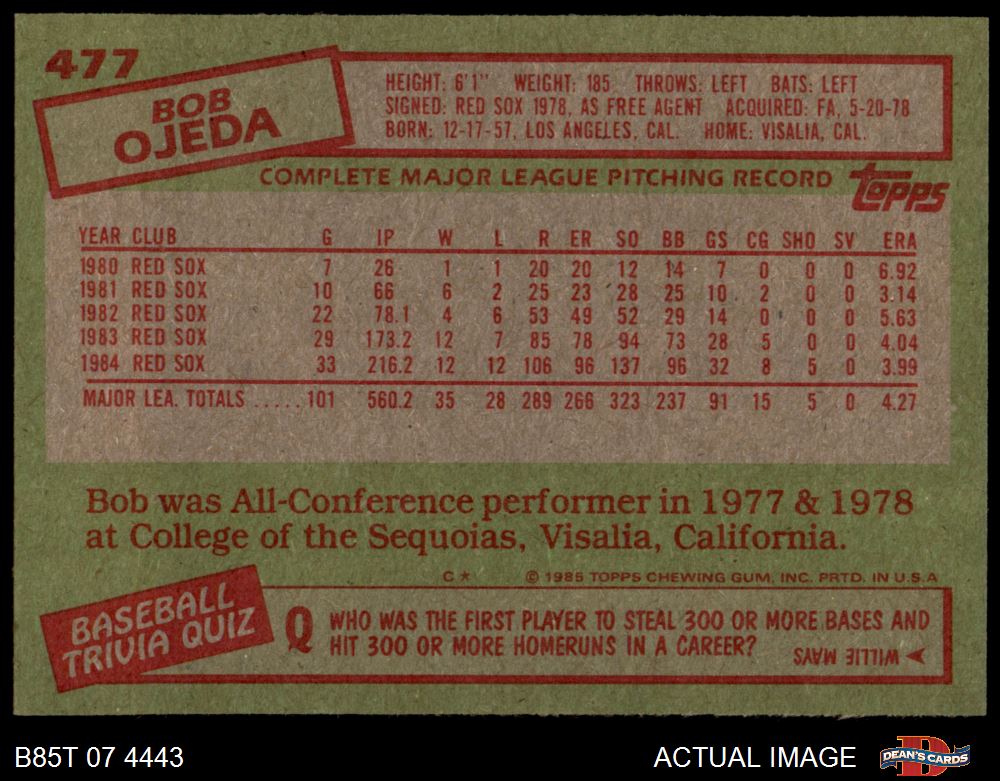 477
BOB
OJEDA
HEIGHT: 6'1" WEIGHT: 185 THROWS: LEFT BATS: LEFT
SIGNED: RED SOX 1978, AS FREE AGENT ACQUIRED: FA, 5-20-78
BORN: 12-17-57, LOS ANGELES, CAL. HOME: VISALIA, CAL.
COMPLETE MAJOR LEAGUE PITCHING RECORD topps
YEAR CLUB G IP W L R ER SO BB GS CG SHO SV ERA
1980 RED SOX 7 26 1 1 20 20 12 14 7 0 0 0 6.92
1981 RED SOX 10 66 6 2 25 23 28 25 10 2 0 0 3.14
1982 RED SOX 22 78.1 4 6 53 49 52 29 14 0 0 0 5.63
1983 RED SOX 29 173.2 12 7 85 78 94 73 28 5 0 0 4.04
1984 RED SOX 33 216.2 12 12 106 96 137 96 32 8 5 0 3.99
MAJOR LEA. TOTALS .....101 560.2 35 28 289 266 323 237 91 15 5 0 4.27
Bob was All-Conference performer in 1977 & 1978
at College of the Sequoias, Visalia, California.
C★ © 1985 TOPPS CHEWING GUM, INC. PRTD. IN U.S.A
BASEBALL
TRIVIA QUIZ
Q WHO WAS THE FIRST PLAYER TO STEAL 300 OR MORE BASES AND
HIT 300 OR MORE HOMERUNS IN A CAREER?
WILLIE MAYS
B85T 07 4443 ACTUAL IMAGE D DEAN'S CARDS